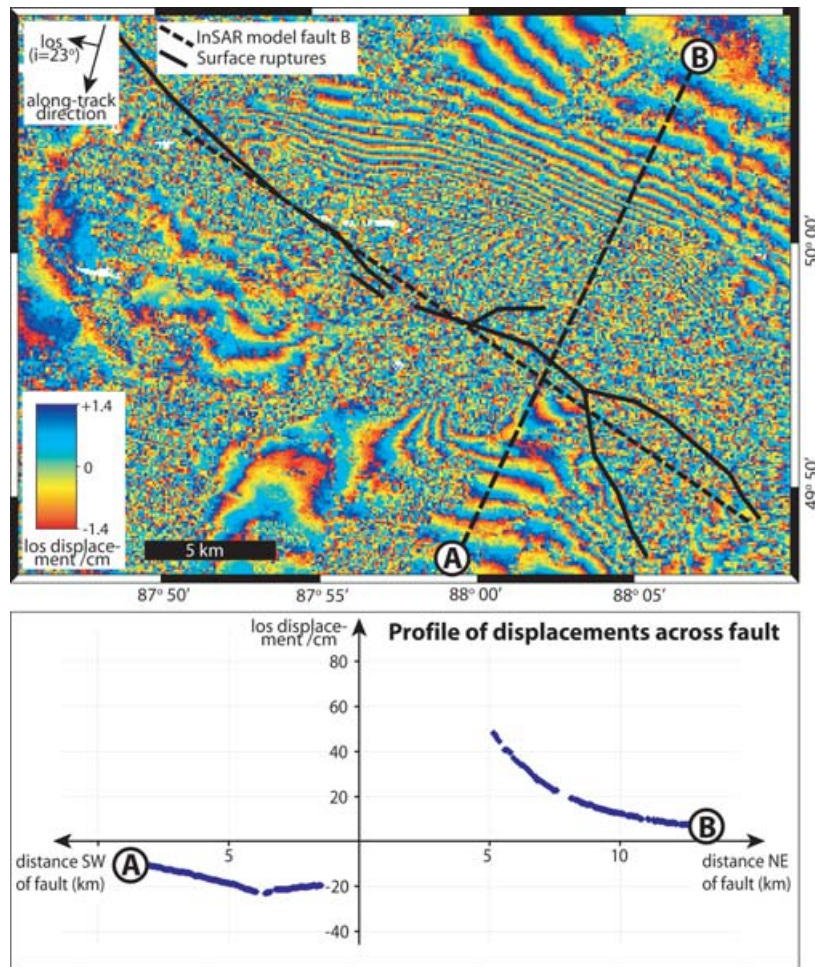 los
(i=23°)
along-track
direction
InSAR model fault B
Surface ruptures
B
50° 00'
+1.4
0
-1.4
los displace-
ment /cm
5 km
A
49° 50'
87° 50'
87° 55'
88° 00'
88° 05'
los displace-
ment /cm
Profile of displacements across fault
80
60
40
20
B
A
5
5
10
distance SW
of fault (km)
distance NE
of fault (km)
-20
-40